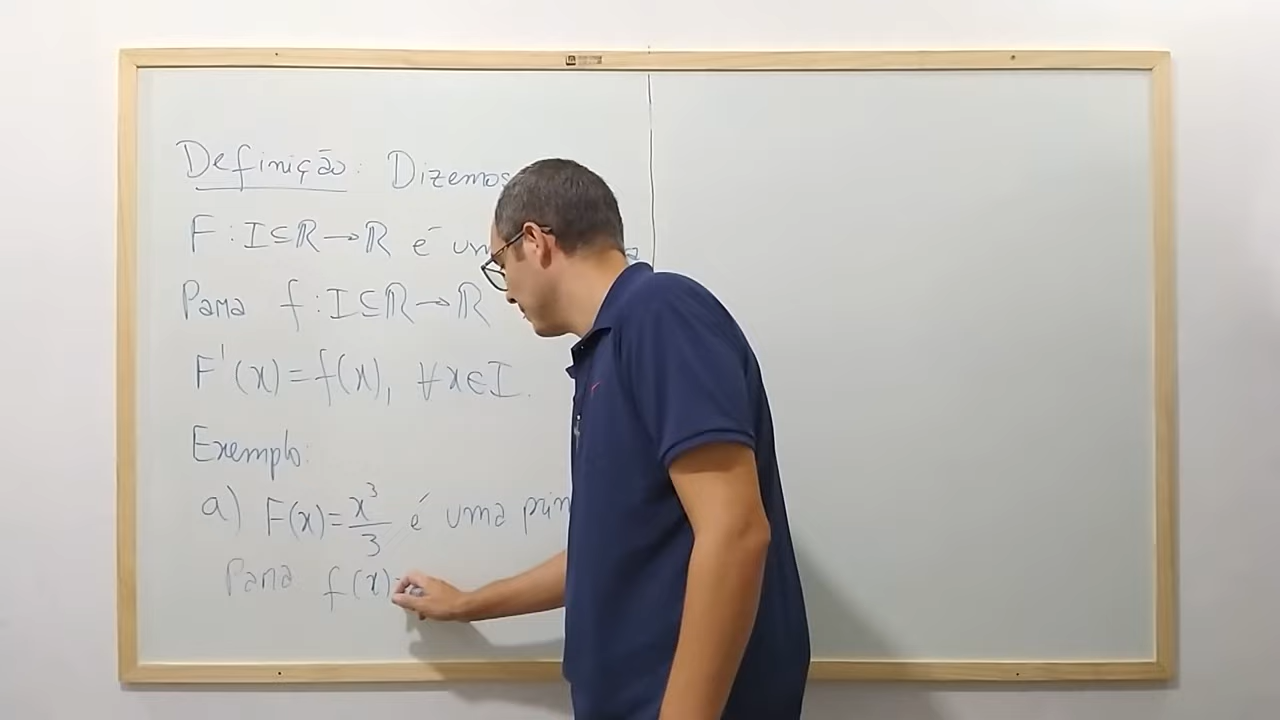 Definição: Dizemos
F: I ⊆ ℝ → ℝ é um
Para f: I ⊆ ℝ → ℝ
F'(x) = f(x), ∀ x ∈ I.
Exemplo:
a) F(x) = x³/3 é uma prim
Para f(x) =